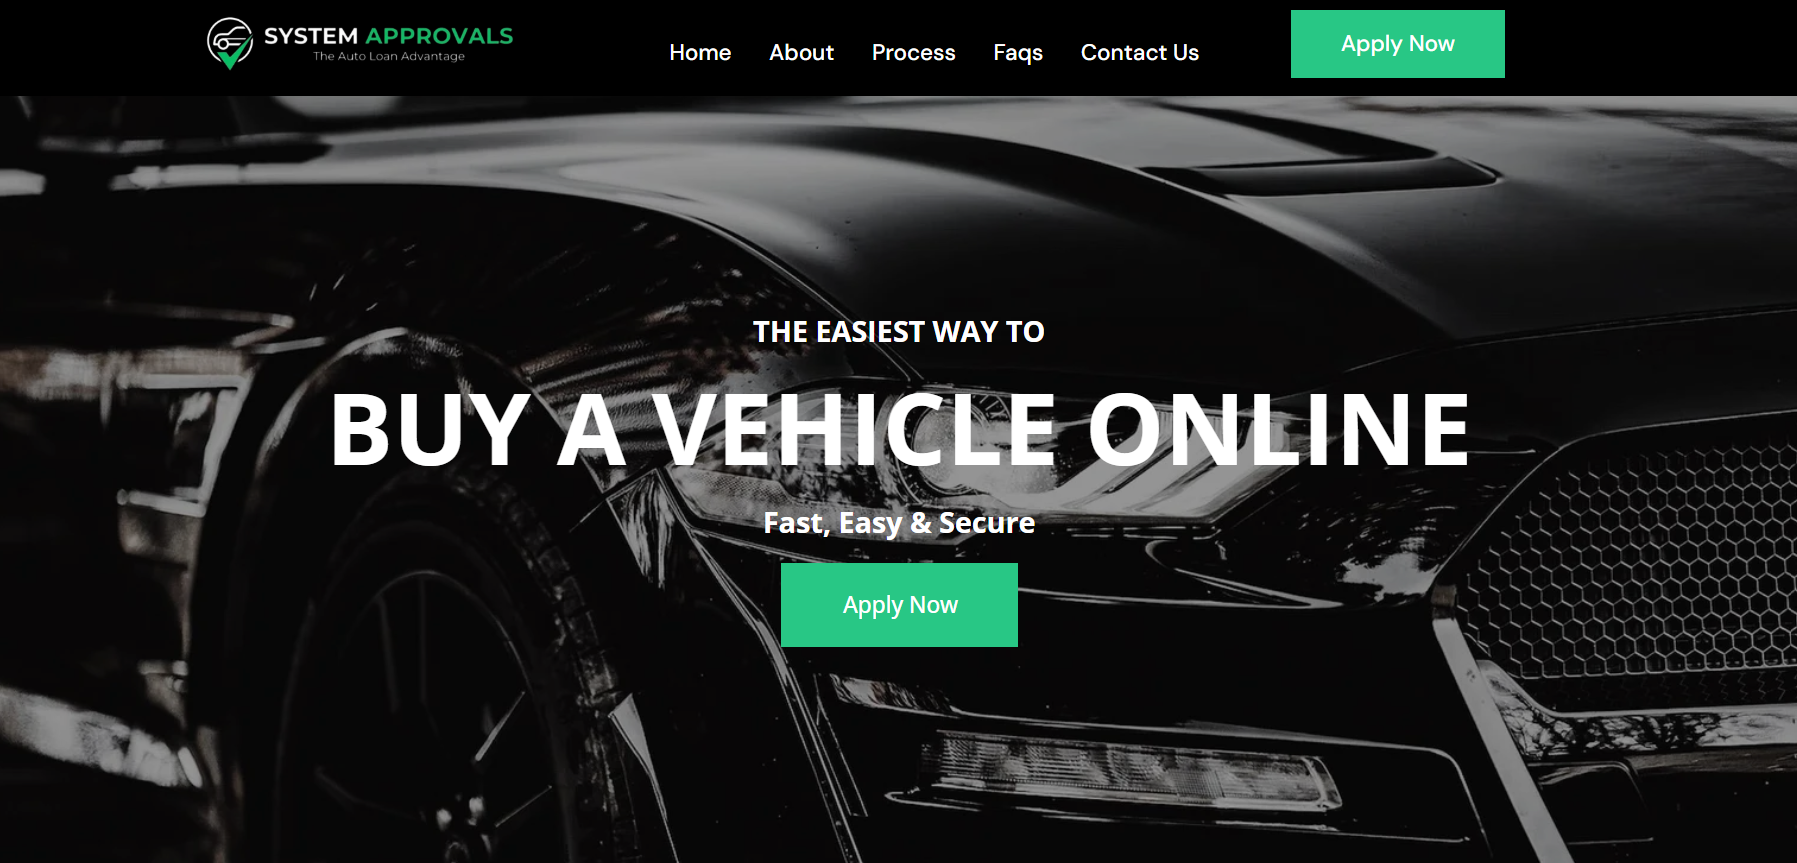 SYSTEM APPROVALS
The Auto Loan Advantage
Home About Process Faqs Contact Us
Apply Now
THE EASIEST WAY TO
BUY A VEHICLE ONLINE
Fast, Easy & Secure
Apply Now